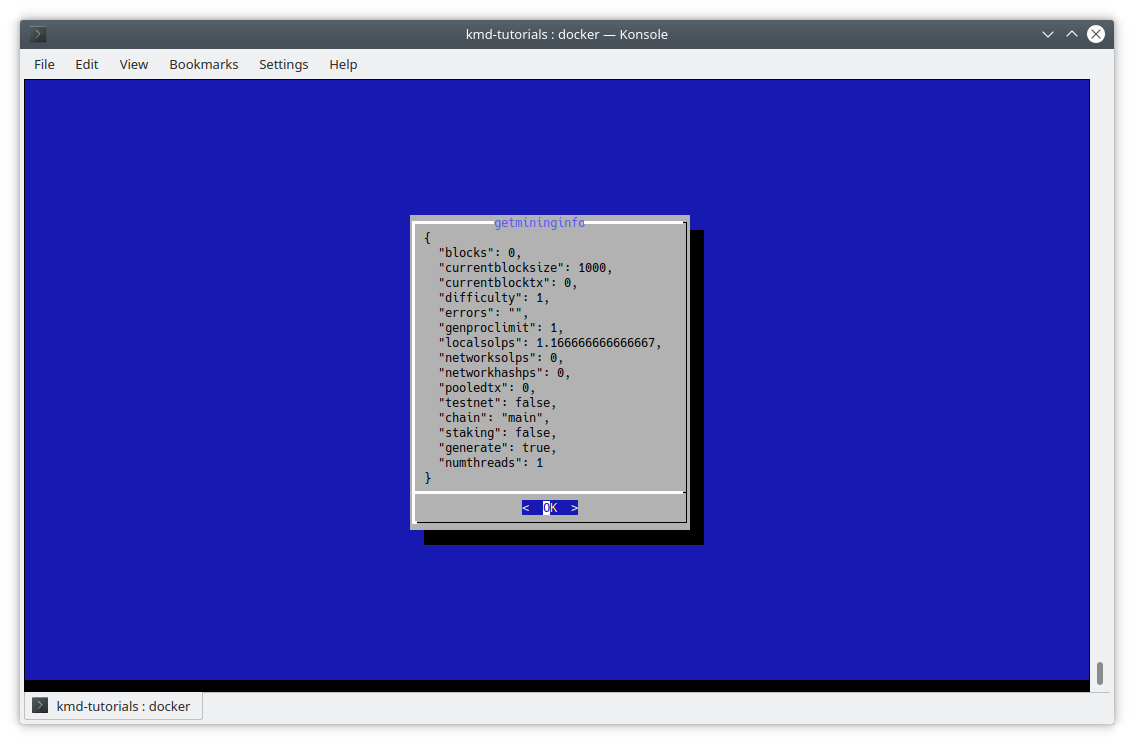 kmd-tutorials : docker — Konsole
File Edit View Bookmarks Settings Help
getmininginfo
{
"blocks": 0,
"currentblocksize": 1000,
"currentblocktx": 0,
"difficulty": 1,
"errors": "",
"genproclimit": 1,
"localsolps": 1.166666666666667,
"networksolps": 0,
"networkhashps": 0,
"pooledtx": 0,
"testnet": false,
"chain": "main",
"staking": false,
"generate": true,
"numthreads": 1
}
< OK >
kmd-tutorials : docker